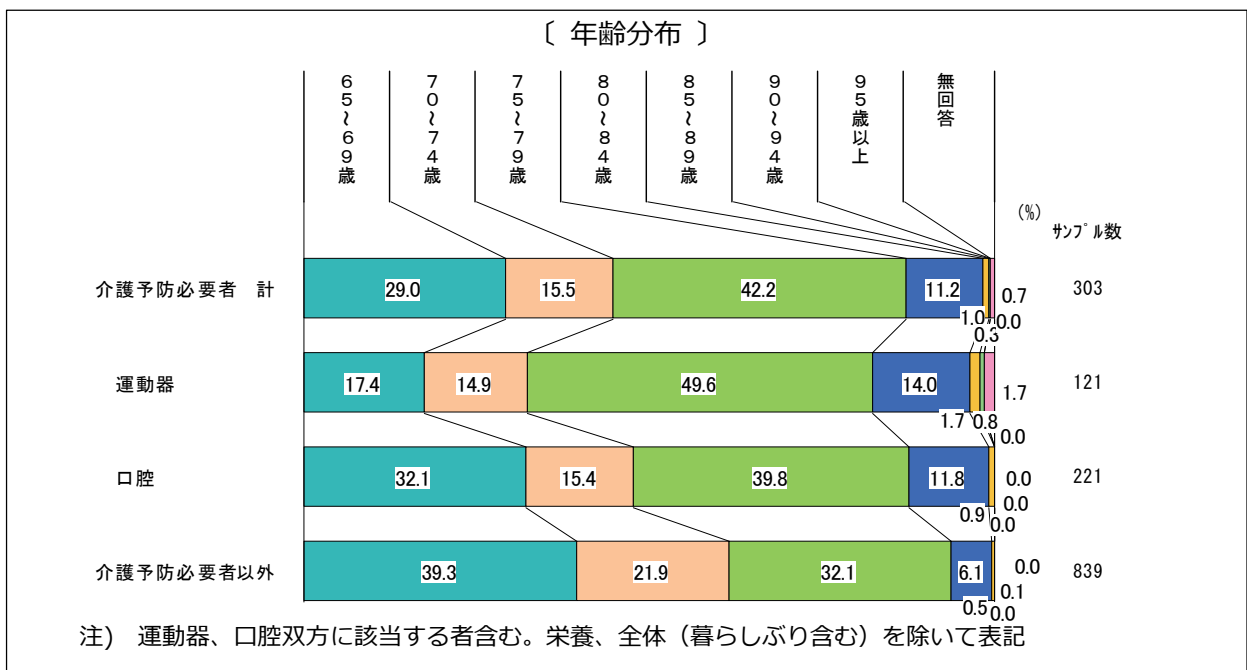 〔 年齢分布 〕
65~69歳
70~74歳
75~79歳
80~84歳
85~89歳
90~94歳
95歳以上
無回答
(%)
ｻﾝﾌﾟﾙ数
介護予防必要者　計
29.0
15.5
42.2
11.2
1.0
0.3
0.0
0.7
303
運動器
17.4
14.9
49.6
14.0
1.7
0.8
0.0
1.7
121
口腔
32.1
15.4
39.8
11.8
0.9
0.0
0.0
0.0
221
介護予防必要者以外
39.3
21.9
32.1
6.1
0.5
0.0
0.1
0.0
839
注)　運動器、口腔双方に該当する者含む。栄養、全体（暮らしぶり含む）を除いて表記